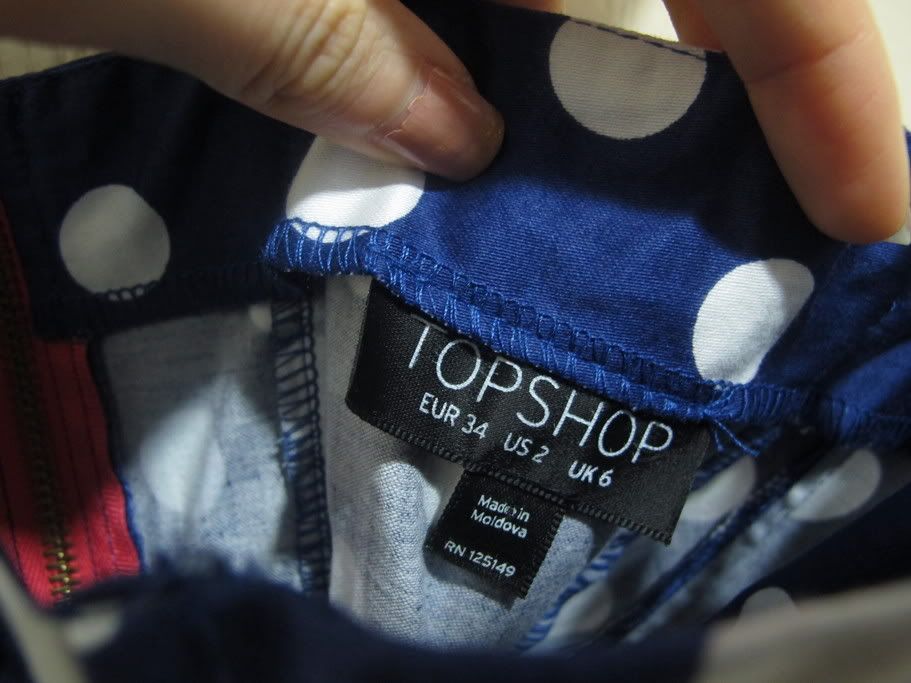 TOPSHOP
EUR 34 US 2 UK 6
Made in
Moldova
RN 125149